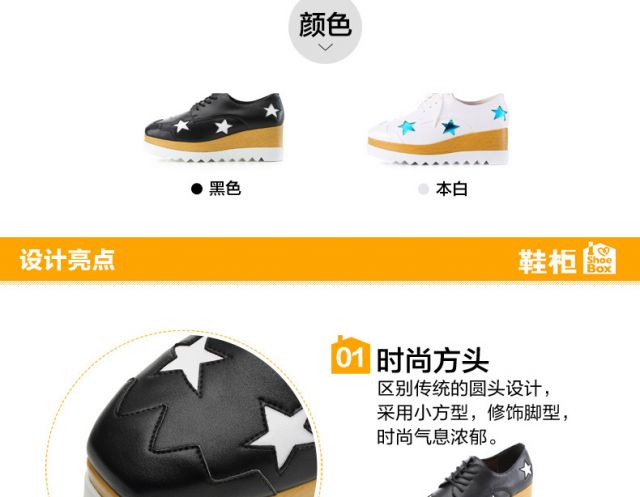 颜色
黑色
本白
设计亮点
鞋柜
Shoe
Box
01 时尚方头
区别传统的圆头设计，
采用小方型，修饰脚型，
时尚气息浓郁。